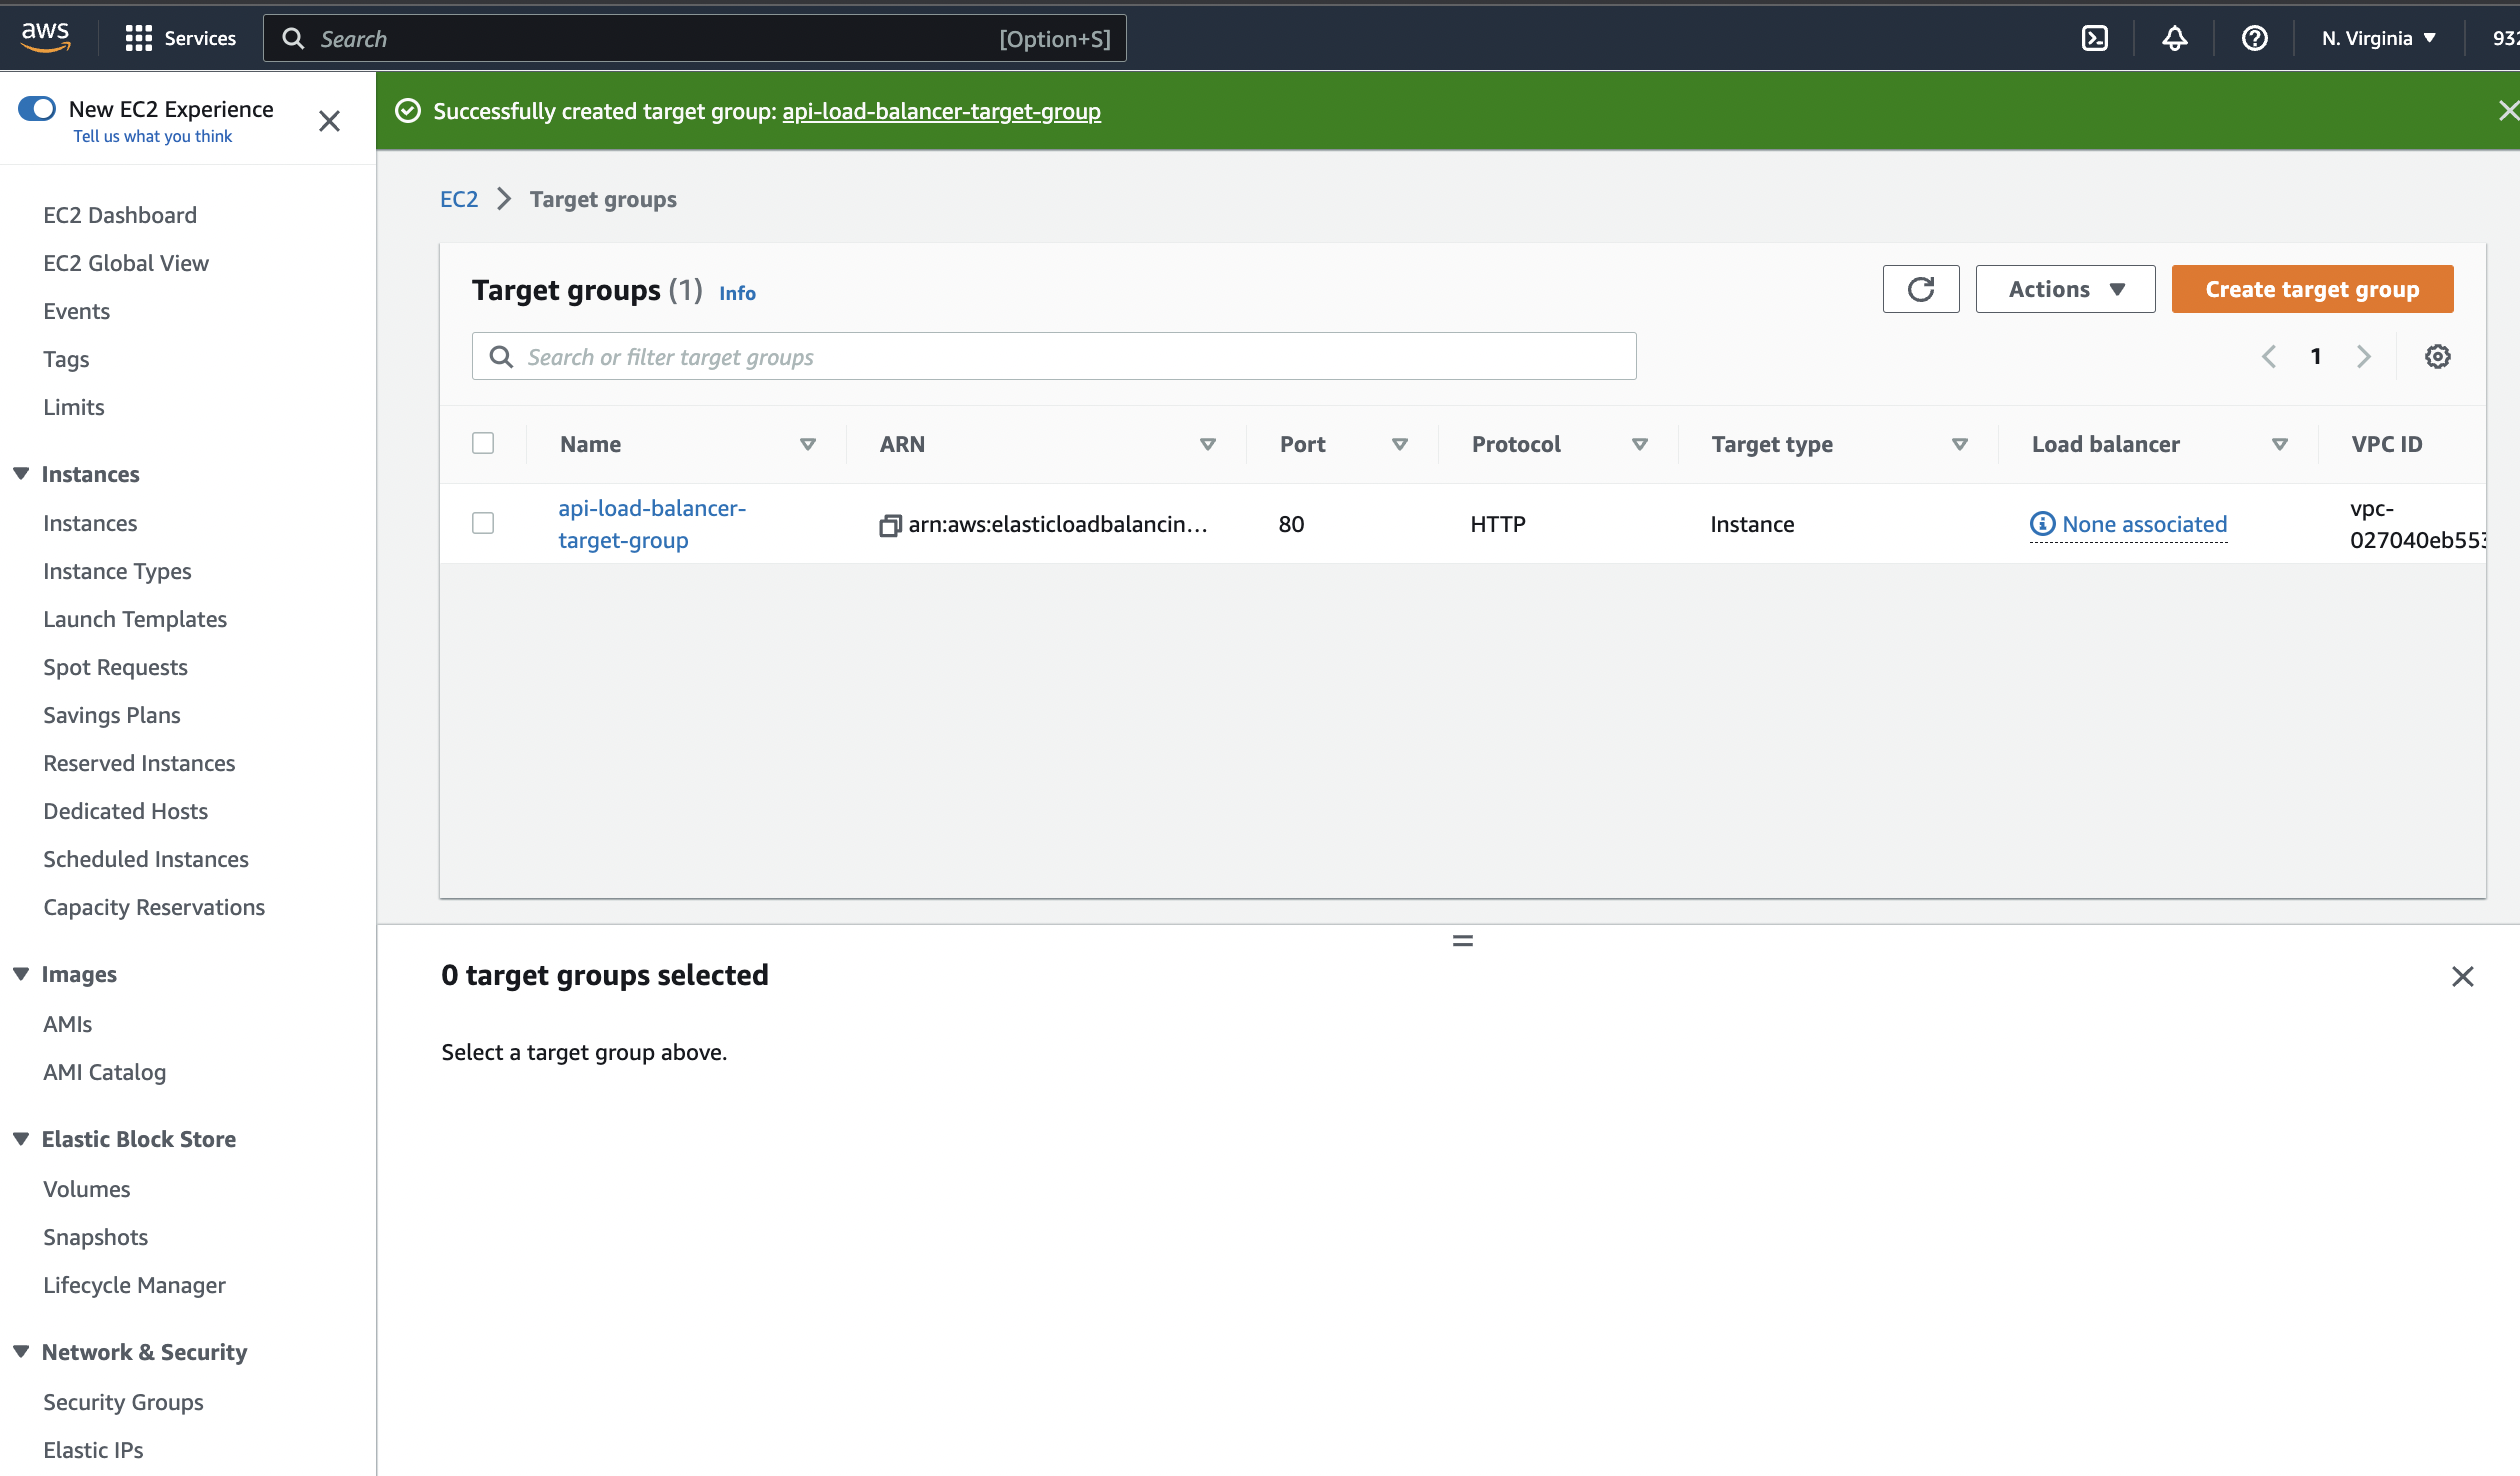 aws
Services
Search
[Option+S]
N. Virginia
932
New EC2 Experience
Tell us what you think
Successfully created target group: api-load-balancer-target-group
EC2 Dashboard
EC2 Global View
Events
Tags
Limits
Instances
Instances
Instance Types
Launch Templates
Spot Requests
Savings Plans
Reserved Instances
Dedicated Hosts
Scheduled Instances
Capacity Reservations
Images
AMIs
AMI Catalog
Elastic Block Store
Volumes
Snapshots
Lifecycle Manager
Network & Security
Security Groups
Elastic IPs
EC2 Target groups
Target groups (1) Info
Actions
Create target group
Search or filter target groups
1
Name ARN Port Protocol Target type Load balancer VPC ID
api-load-balancer-
target-group
arn:aws:elasticloadbalancin...
80
HTTP
Instance
None associated
vpc-
027040eb553
0 target groups selected
Select a target group above.